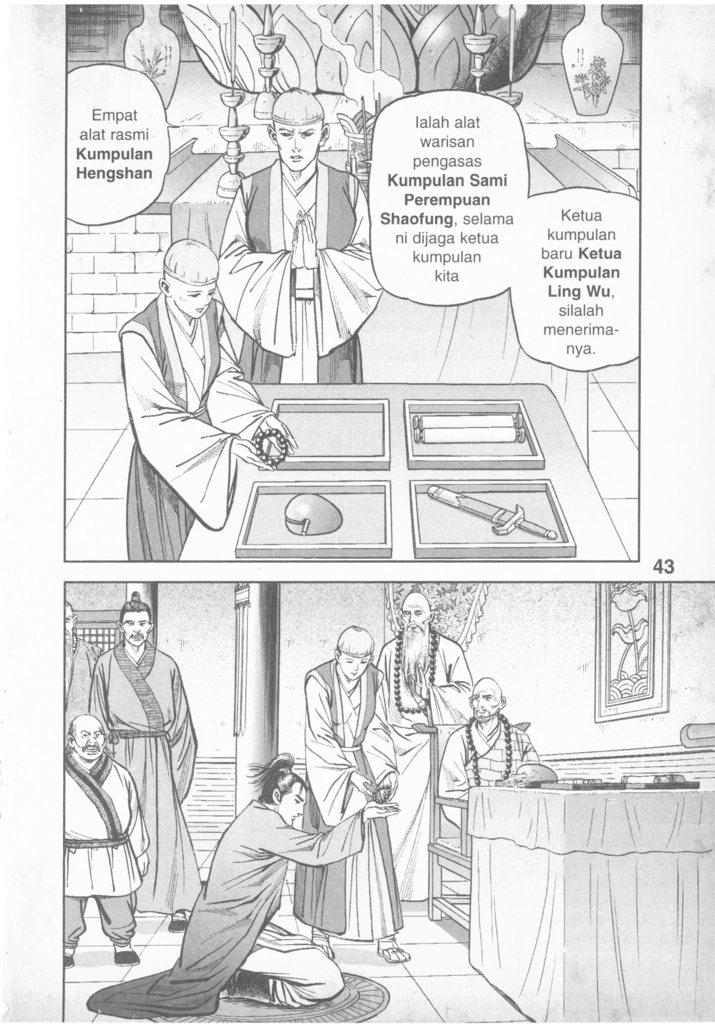 Empat
alat rasmi
Kumpulan
Hengshan
Ialah alat
warisan
pengasas
Kumpulan Sami
Perempuan
Shaofung, selama
ni dijaga ketua
kumpulan
kita
Ketua
kumpulan
baru Ketua
Kumpulan
Ling Wu,
silalah
menerima-
nya.
43